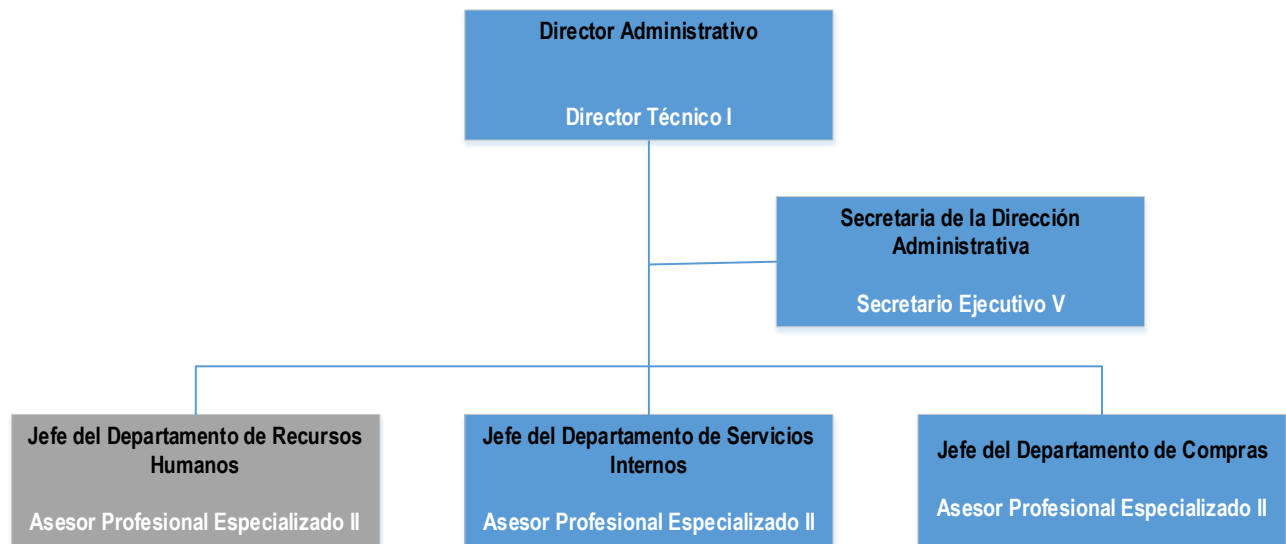 Director Administrativo
Director Técnico I
Secretaria de la Dirección
Administrativa
Secretario Ejecutivo V
Jefe del Departamento de Recursos
Humanos
Asesor Profesional Especializado II
Jefe del Departamento de Servicios
Internos
Asesor Profesional Especializado II
Jefe del Departamento de Compras
Asesor Profesional Especializado II